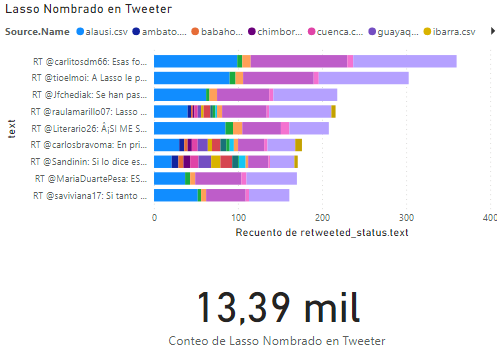 Lasso Nombrado en Tweeter
Source.Name alausi.csv ambato.... babaho... chimbor... cuenca.c... guayaq... ibarra.csv
text
RT @carlitosdm66: Esas fo...
RT @tioelmoi: A Lasso le p...
RT @Jfchediak: Por Seguri...
RT @raulamarillo07: Lasso ...
RT @Literario26: Â¡SI ME S...
RT @carlosbravoma: En pri...
RT @Sandinin: Si lo dice es...
RT @MariaDuartePesa: ES...
RT @saviviana17: Si tanto ...
0 100 200 300 400
Recuento de retweeted_status.text
13,39 mil
Conteo de Lasso Nombrado en Tweeter